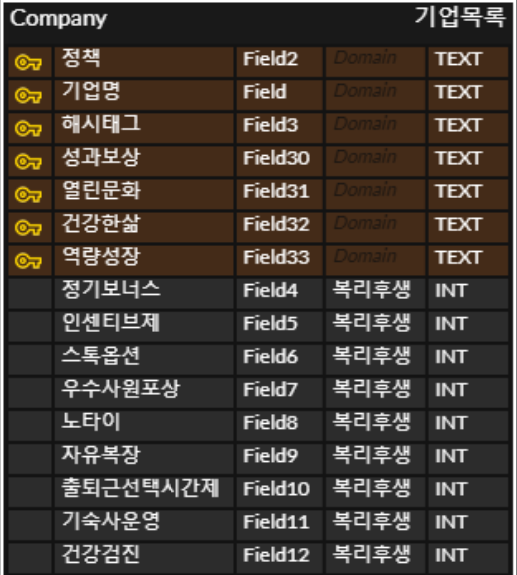 Company 기업목록
정책 Field2 Domain TEXT
기업명 Field Domain TEXT
해시태그 Field3 Domain TEXT
성과보상 Field30 Domain TEXT
열린문화 Field31 Domain TEXT
건강한삶 Field32 Domain TEXT
역량성장 Field33 Domain TEXT
정기보너스 Field4 복리후생 INT
인센티브제 Field5 복리후생 INT
스톡옵션 Field6 복리후생 INT
우수사원포상 Field7 복리후생 INT
노타이 Field8 복리후생 INT
자유복장 Field9 복리후생 INT
출퇴근선택시간제 Field10 복리후생 INT
기숙사운영 Field11 복리후생 INT
건강검진 Field12 복리후생 INT